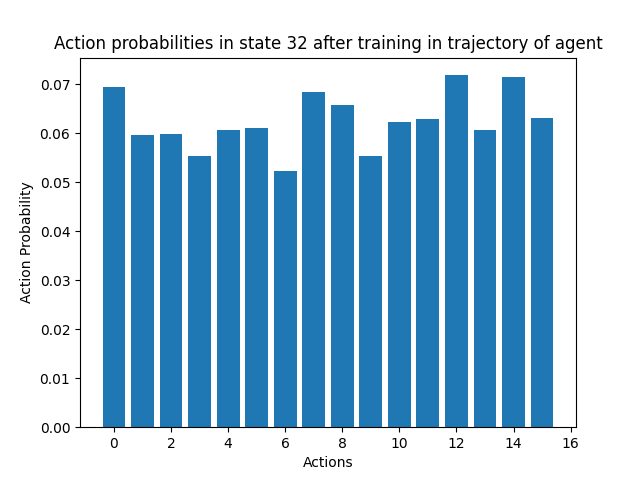 Action probabilities in state 32 after training in trajectory of agent
0.07
0.06
0.05
0.04
0.03
0.02
0.01
0.00
Action Probability
0 2 4 6 8 10 12 14 16
Actions